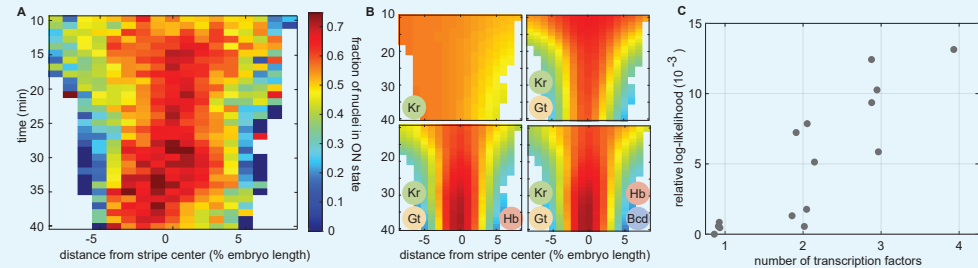 A
10
15
20
25
30
35
40
time (min)
-5
0
5
distance from stripe center (% embryo length)
0.7
0.6
0.5
0.4
0.3
0.2
0.1
0
fraction of nuclei in ON state
B
10
20
30
40
Kr
Kr
Gt
10
20
30
40
Kr
Gt
Hb
Kr
Gt
Hb
Bcd
-5
0
5
-5
0
5
distance from stripe center (% embryo length)
C
15
10
5
0
relative log-likelihood (10 -3)
1
2
3
4
number of transcription factors